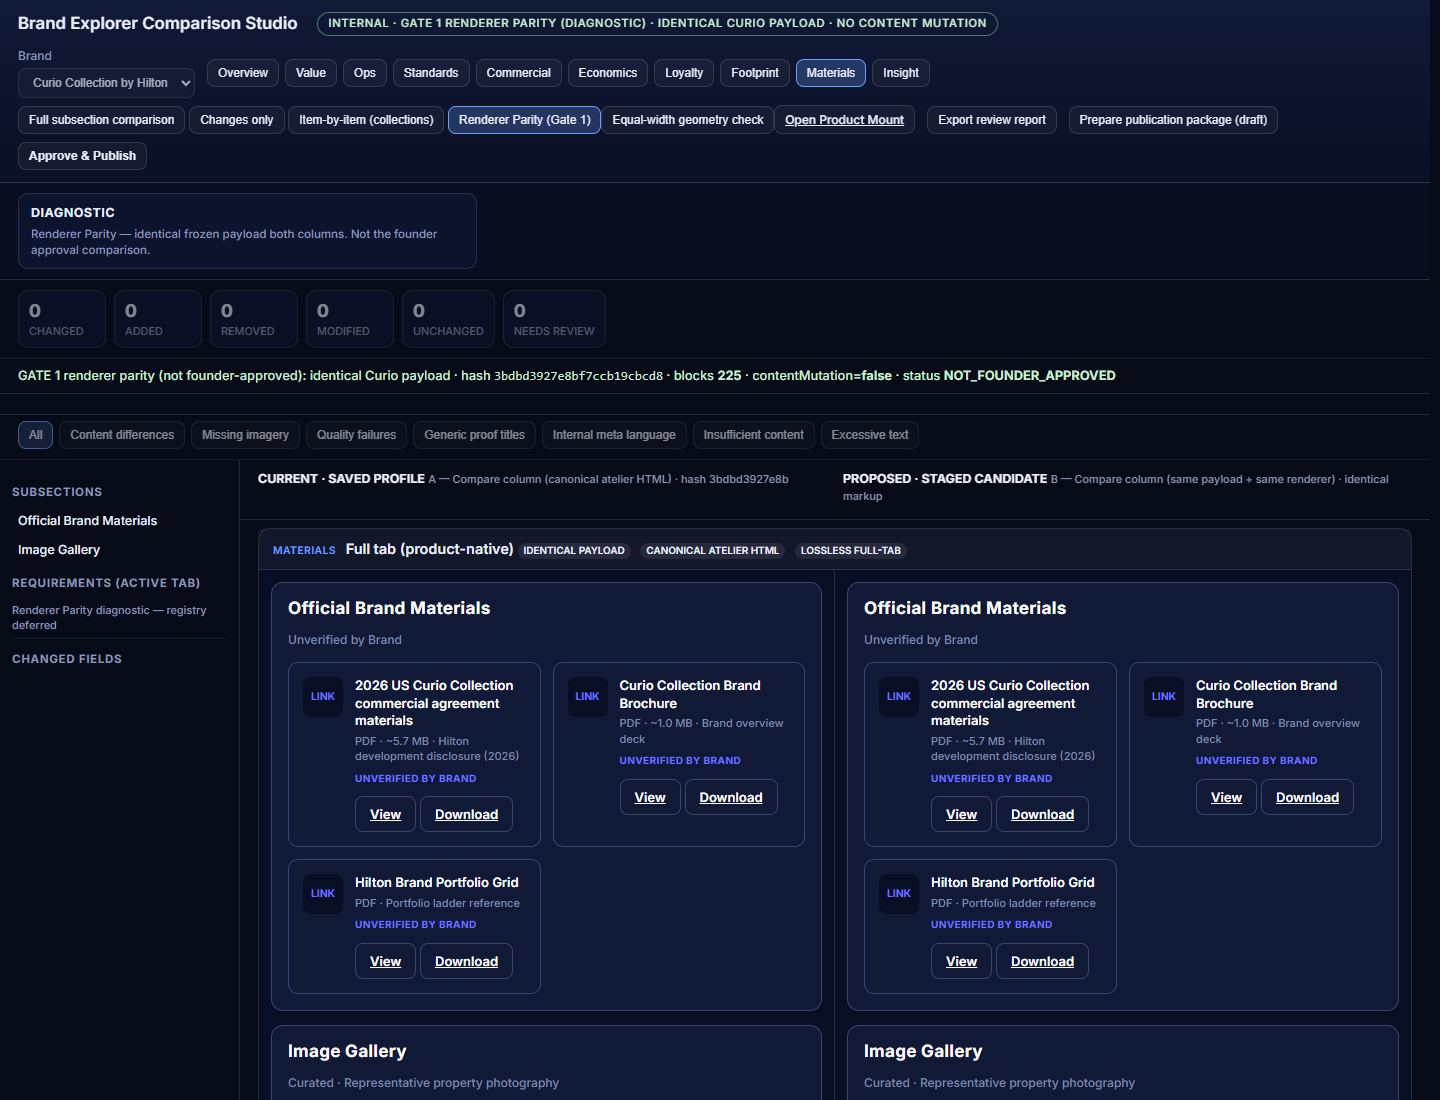 Brand Explorer Comparison Studio
INTERNAL · GATE 1 RENDERER PARITY (DIAGNOSTIC) · IDENTICAL CURIO PAYLOAD · NO CONTENT MUTATION
Brand
Curio Collection by Hilton
Overview
Value
Ops
Standards
Commercial
Economics
Loyalty
Footprint
Materials
Insight
Full subsection comparison
Changes only
Item-by-item (collections)
Renderer Parity (Gate 1)
Equal-width geometry check
Open Product Mount
Export review report
Prepare publication package (draft)
Approve & Publish
DIAGNOSTIC
Renderer Parity — identical frozen payload both columns. Not the founder
approval comparison.
0
CHANGED
0
ADDED
0
REMOVED
0
MODIFIED
0
UNCHANGED
0
NEEDS REVIEW
GATE 1 renderer parity (not founder-approved): identical Curio payload · hash 3bdbd3927e8bf7ccb19cbcd8 · blocks 225 · contentMutation=false · status NOT_FOUNDER_APPROVED
All
Content differences
Missing imagery
Quality failures
Generic proof titles
Internal meta language
Insufficient content
Excessive text
SUBSECTIONS
Official Brand Materials
Image Gallery
REQUIREMENTS (ACTIVE TAB)
Renderer Parity diagnostic — registry
deferred
CHANGED FIELDS
CURRENT · SAVED PROFILE A — Compare column (canonical atelier HTML) · hash 3bdbd3927e8b
PROPOSED · STAGED CANDIDATE B — Compare column (same payload + same renderer) · identical
markup
MATERIALS Full tab (product-native) IDENTICAL PAYLOAD CANONICAL ATELIER HTML LOSSLESS FULL-TAB
Official Brand Materials
Unverified by Brand
LINK
2026 US Curio Collection
commercial agreement
materials
PDF · ~5.7 MB · Hilton
development disclosure (2026)
UNVERIFIED BY BRAND
View
Download
LINK
Curio Collection Brand
Brochure
PDF · ~1.0 MB · Brand overview
deck
UNVERIFIED BY BRAND
View
Download
LINK
Hilton Brand Portfolio Grid
PDF · Portfolio ladder reference
UNVERIFIED BY BRAND
View
Download
Image Gallery
Curated · Representative property photography
Official Brand Materials
Unverified by Brand
LINK
2026 US Curio Collection
commercial agreement
materials
PDF · ~5.7 MB · Hilton
development disclosure (2026)
UNVERIFIED BY BRAND
View
Download
LINK
Curio Collection Brand
Brochure
PDF · ~1.0 MB · Brand overview
deck
UNVERIFIED BY BRAND
View
Download
LINK
Hilton Brand Portfolio Grid
PDF · Portfolio ladder reference
UNVERIFIED BY BRAND
View
Download
Image Gallery
Curated · Representative property photography